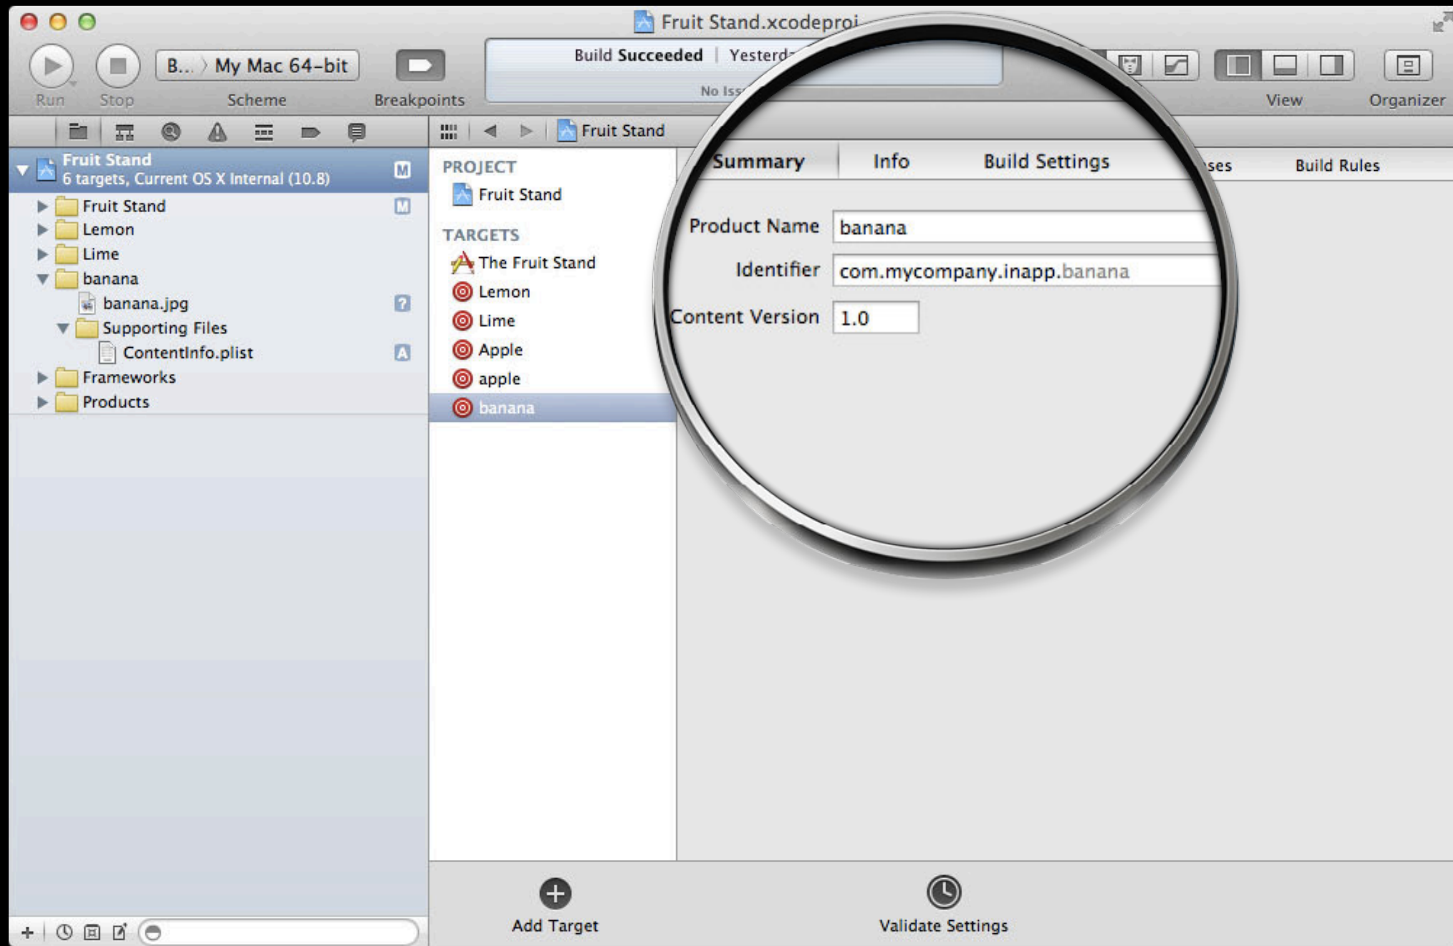 Fruit Stand.xcodeproj
B... My Mac 64-bit
Build Succeeded | Yesterd
No Iss
Run
Stop
Scheme
Breakpoints
View
Organizer
Fruit Stand
6 targets, Current OS X Internal (10.8)
M
Fruit Stand
M
Lemon
Lime
banana
banana.jpg
?
Supporting Files
ContentInfo.plist
A
Frameworks
Products
Fruit Stand
PROJECT
Fruit Stand
TARGETS
The Fruit Stand
Lemon
Lime
Apple
apple
banana
Summary
Info
Build Settings
ses
Build Rules
Product Name
banana
Identifier
com.mycompany.inapp.banana
Content Version
1.0
Add Target
Validate Settings